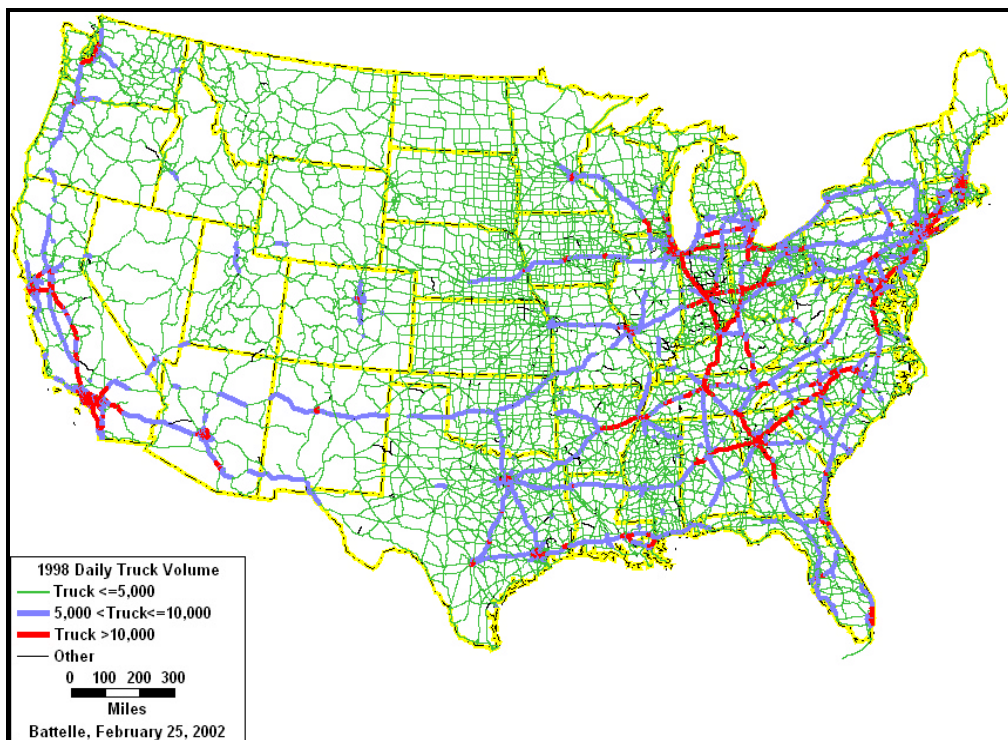 1998 Daily Truck Volume
Truck <=5,000
5,000 <Truck<=10,000
Truck >10,000
Other
0 100 200 300
Miles
Battelle, February 25, 2002